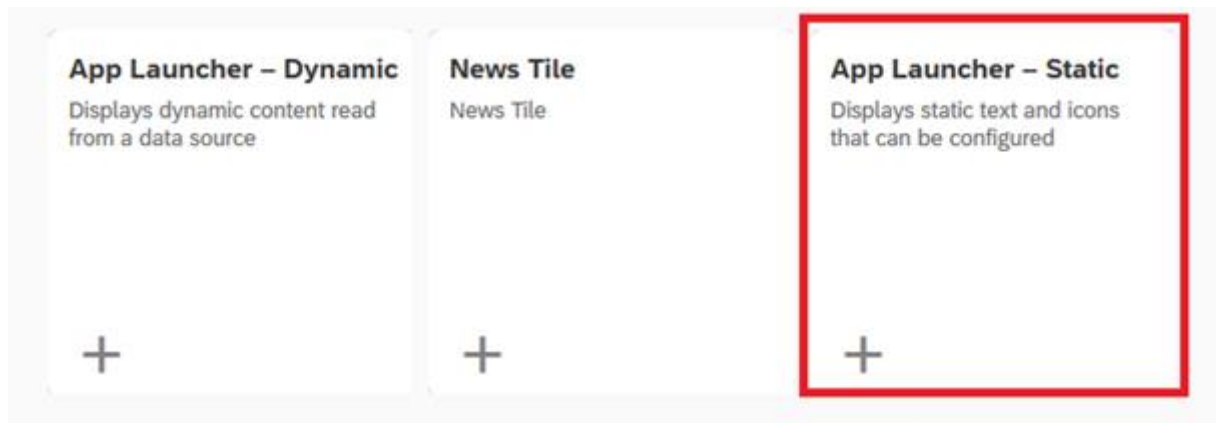 App Launcher – Dynamic
Displays dynamic content read
from a data source
News Tile
News Tile
App Launcher – Static
Displays static text and icons
that can be configured